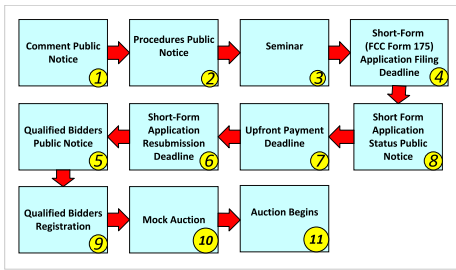 Comment Public
Notice
1
Procedures Public
Notice
2
Seminar
3
Short-Form
(FCC Form 175)
Application Filing
Deadline
4
Qualified Bidders
Public Notice
5
Short-Form
Application
Resubmission
Deadline
6
Upfront Payment
Deadline
7
Short Form
Application
Status Public
Notice
8
Qualified Bidders
Registration
9
Mock Auction
10
Auction Begins
11